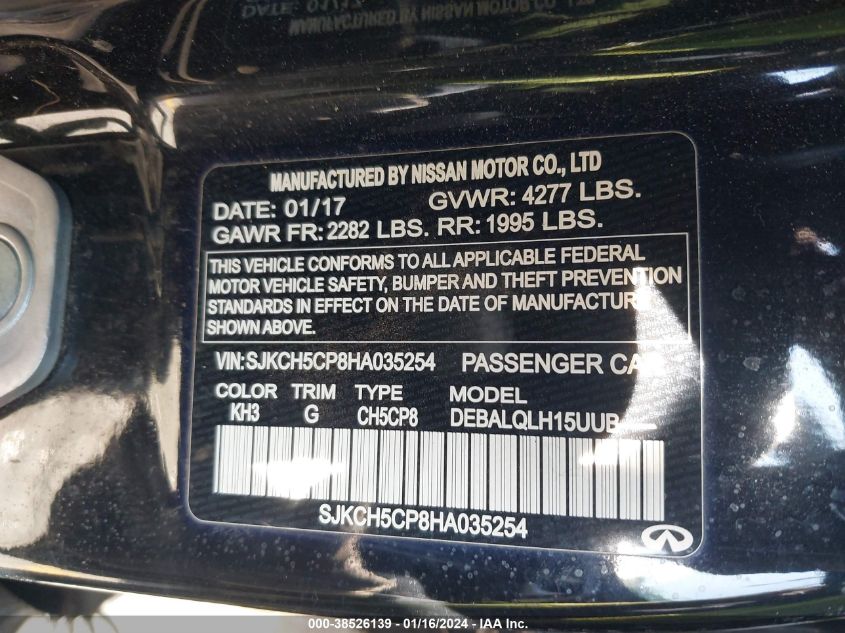 MANUFACTURED BY NISSAN MOTOR CO., LTD
DATE: 01/17 GVWR: 4277 LBS.
GAWR FR: 2282 LBS. RR: 1995 LBS.
THIS VEHICLE CONFORMS TO ALL APPLICABLE FEDERAL
MOTOR VEHICLE SAFETY, BUMPER AND THEFT PREVENTION
STANDARDS IN EFFECT ON THE DATE OF MANUFACTURE
SHOWN ABOVE.
VIN: SJKCH5CP8HA035254 PASSENGER CAR
COLOR TRIM TYPE MODEL
KH3 G CH5CP8 DEBALQLH15UUB
SJKCH5CP8HA035254
000-38526139 - 01/16/2024 - IAA Inc.